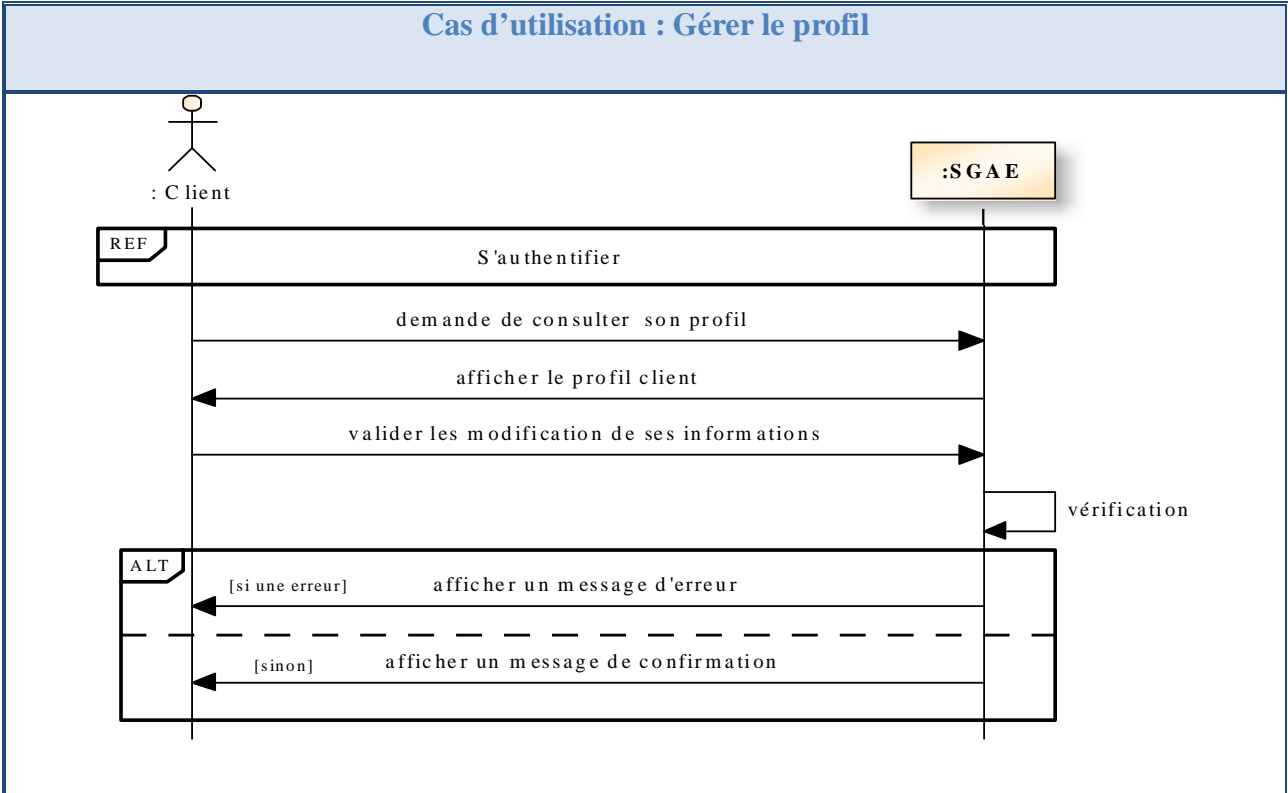 Cas d'utilisation : Gérer le profil
: Client
:SGAE
REF
S'authentifier
demande de consulter son profil
afficher le profil client
valider les modification de ses informations
vérification
ALT
[si une erreur] afficher un message d'erreur
[sinon] afficher un message de confirmation